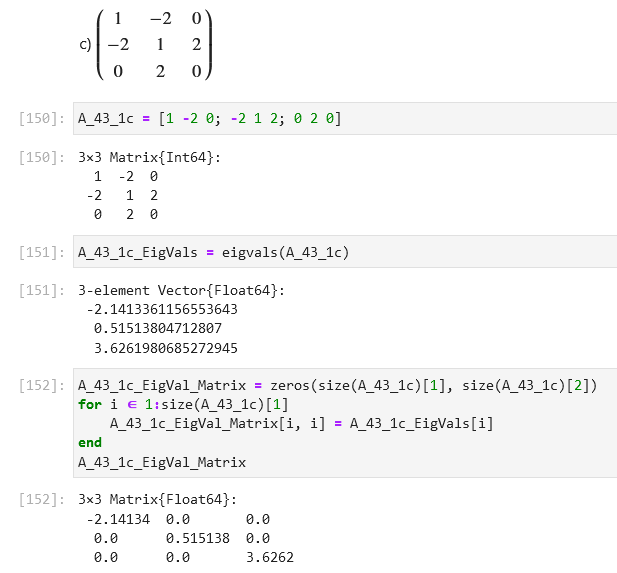 c) ( 1 −2 0
−2 1 2
0 2 0 )
[150]: A_43_1c = [1 -2 0; -2 1 2; 0 2 0]
[150]: 3×3 Matrix{Int64}:
1 -2 0
-2 1 2
0 2 0
[151]: A_43_1c_EigVals = eigvals(A_43_1c)
[151]: 3-element Vector{Float64}:
-2.1413361156553643
0.51513804712807
3.6261980685272945
[152]: A_43_1c_EigVal_Matrix = zeros(size(A_43_1c)[1], size(A_43_1c)[2])
for i ∈ 1:size(A_43_1c)[1]
A_43_1c_EigVal_Matrix[i, i] = A_43_1c_EigVals[i]
end
A_43_1c_EigVal_Matrix
[152]: 3×3 Matrix{Float64}:
-2.14134 0.0 0.0
0.0 0.515138 0.0
0.0 0.0 3.6262